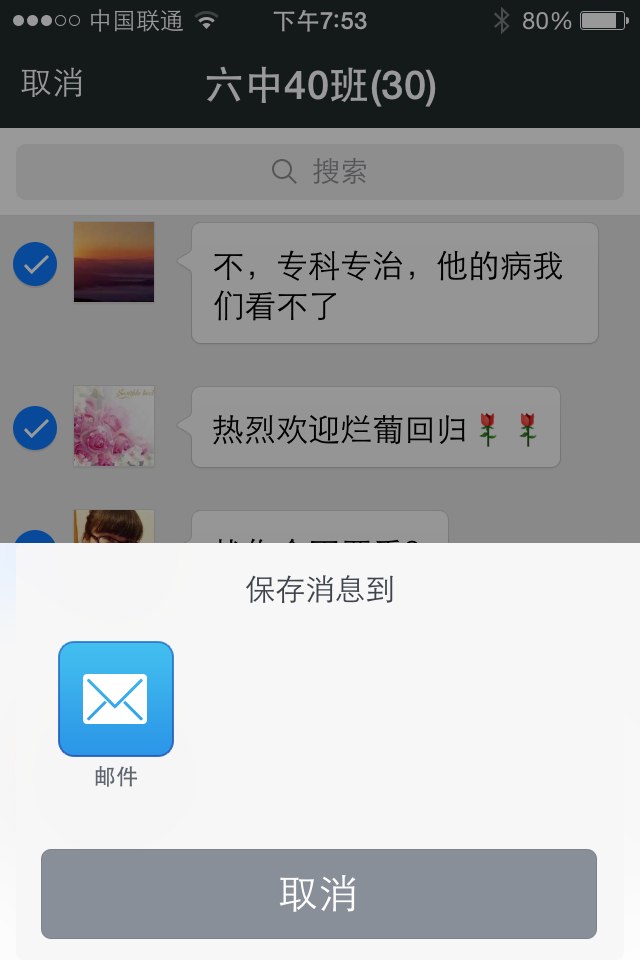 中国联通 下午7:53 80%
取消 六中40班(30)
搜索
不，专科专治，他的病我
们看不了
热烈欢迎烂葡回归🌹🌹
保存消息到
邮件
取消